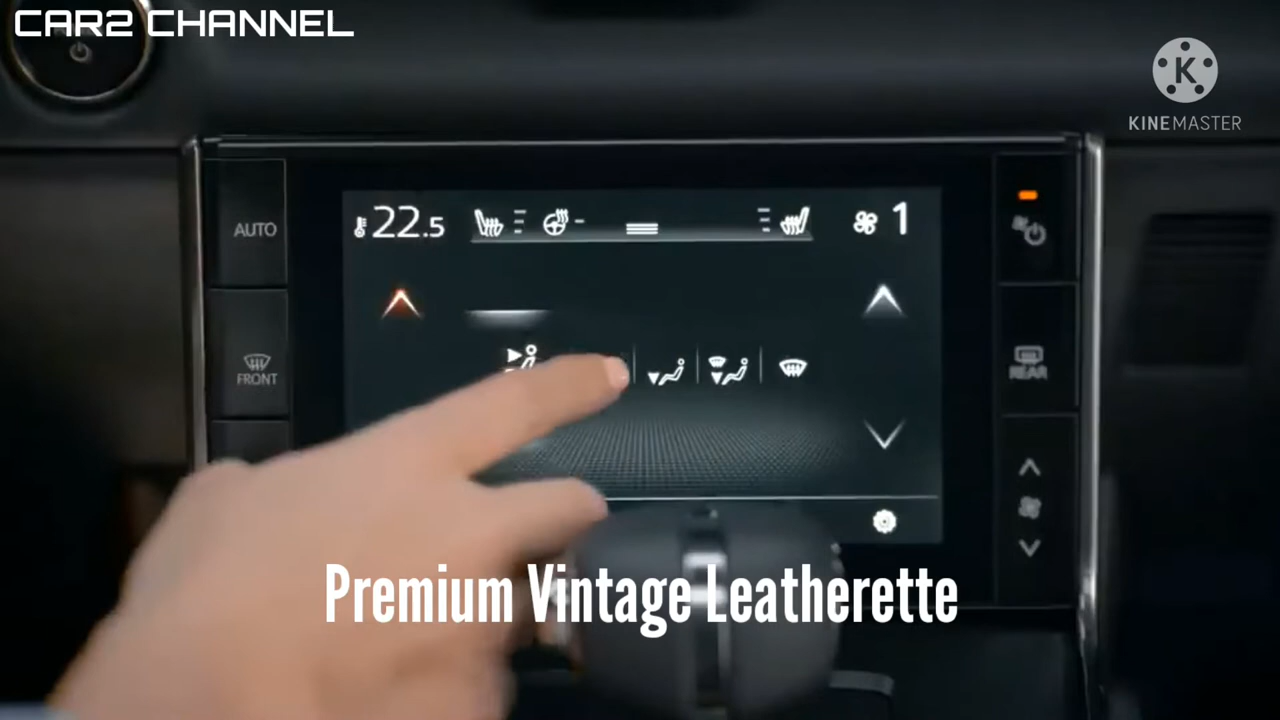 CAR2 CHANNEL
K
KINEMASTER
AUTO
22.5
1
FRONT
REAR
Premium Vintage Leatherette